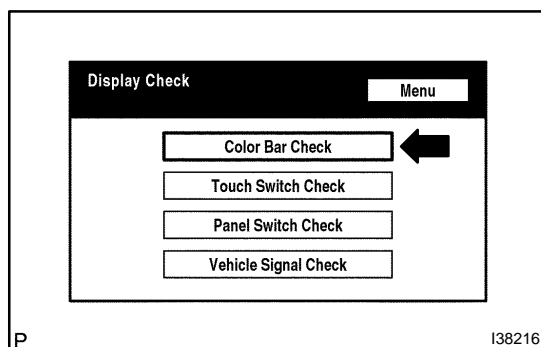 Display Check
Menu
Color Bar Check
Touch Switch Check
Panel Switch Check
Vehicle Signal Check
P
I38216